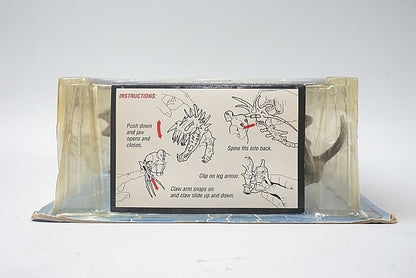 INSTRUCTIONS:
Push down
and jaw
opens and
closes.
Spine fits into back.
Clip on leg armor.
Claw arm snaps on
and claw slide up and down.